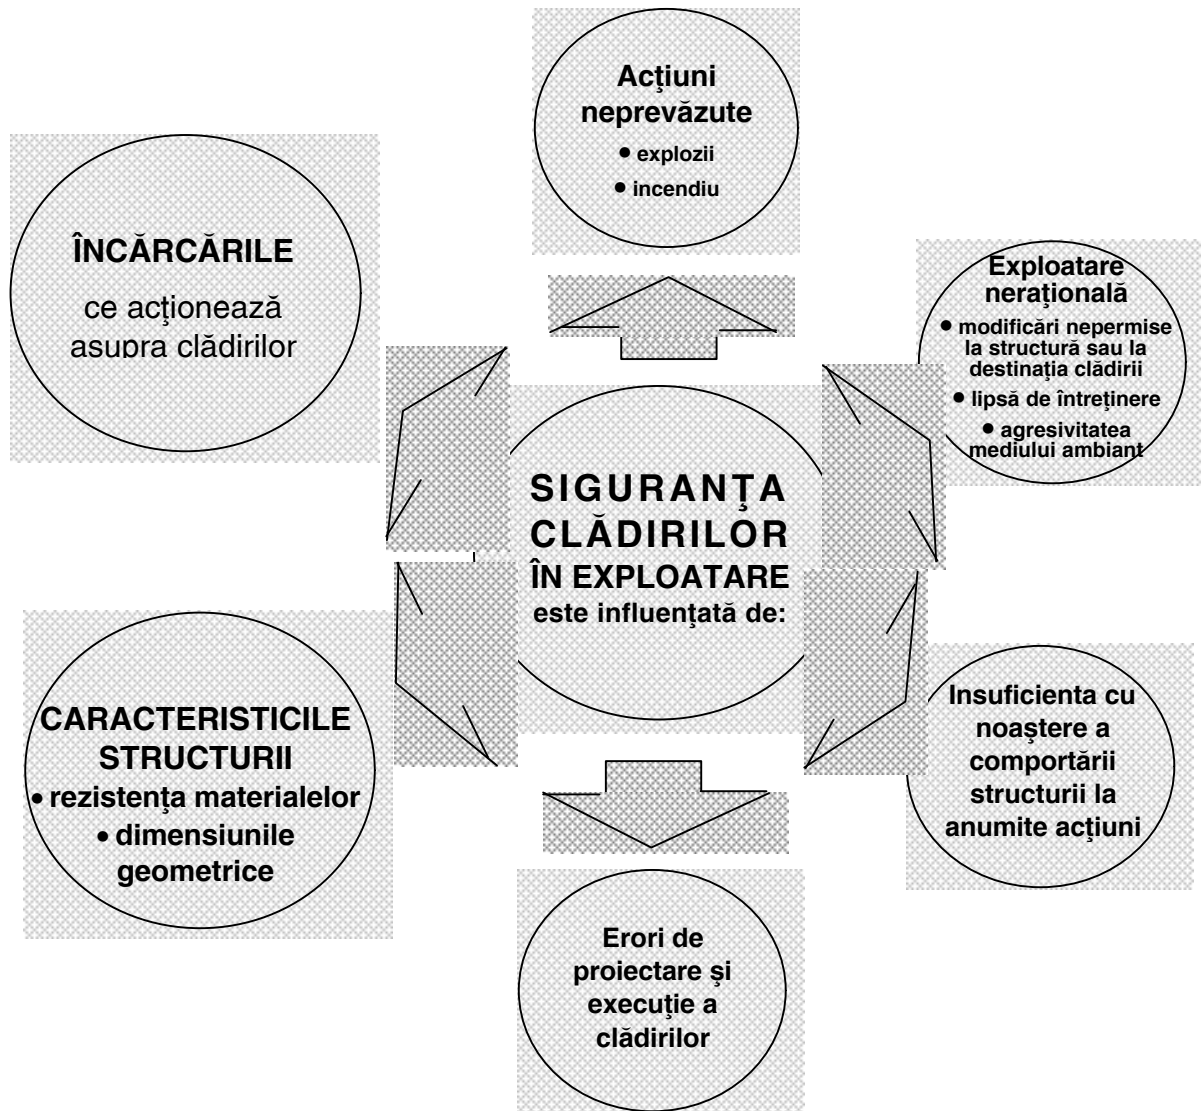 Acţiuni
neprevăzute
• explozii
• incendiu
ÎNCĂRCĂRILE
ce acţionează
asupra clădirilor
Exploatare
neraţională
• modificări nepermise
la structură sau la
destinaţia clădirii
• lipsă de întreţinere
• agresivitatea
mediului ambiant
SIGURANŢA
CLĂDIRILOR
ÎN EXPLOATARE
este influenţată de:
CARACTERISTICILE
STRUCTURII
• rezistenţa materialelor
• dimensiunile
geometrice
Insuficienta cu
noaştere a
comportării
structurii la
anumite acţiuni
Erori de
proiectare şi
execuţie a
clădirilor